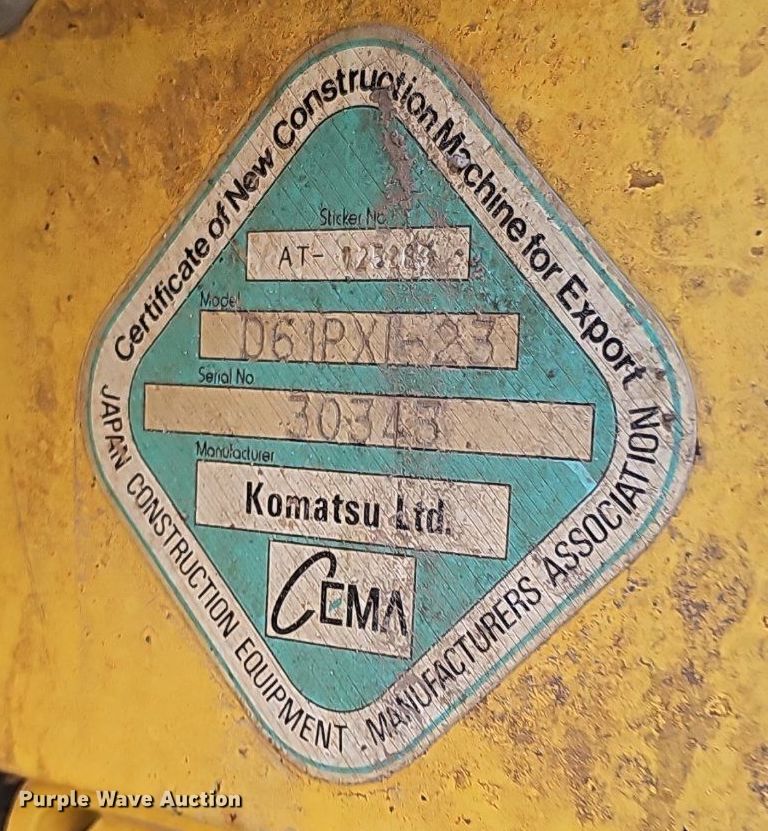 Certificate of New Construction Machine for Export
Sticker No.
AT-
Model
D61PX-23
Serial No
30343
Manufacturer
Komatsu Ltd.
CEMA
JAPAN CONSTRUCTION EQUIPMENT MANUFACTURERS ASSOCIATION
Purple Wave Auction